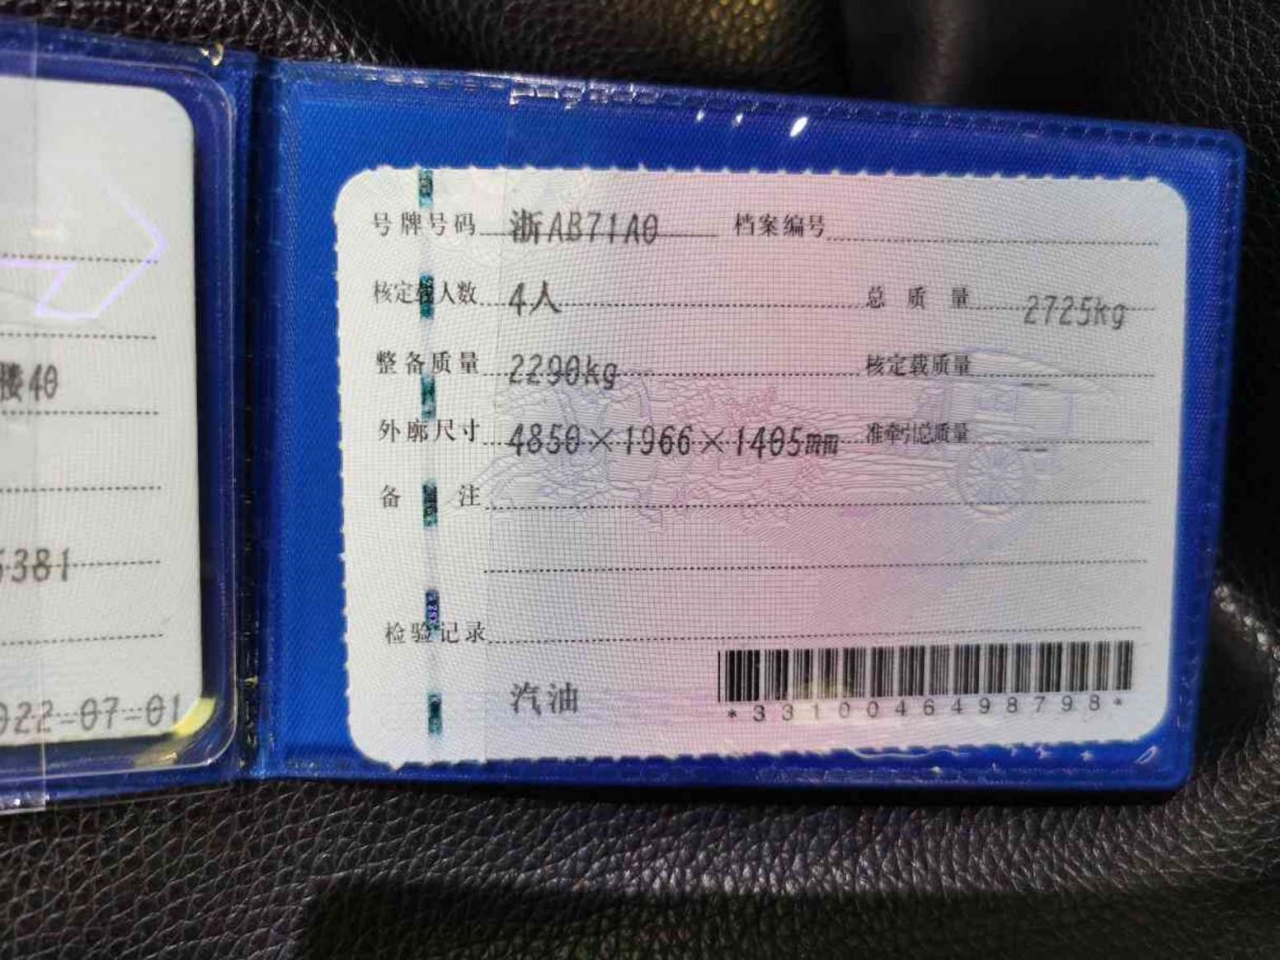 号牌号码 浙AB71A0 档案编号
核定载人数 4人 总质量 2725kg
整备质量 2290kg 核定载质量 --
外廓尺寸 4850×1966×1405mm 准牵引总质量 --
备注
检验记录
汽油
*3310046498798*
楼40
5381
022-07-01